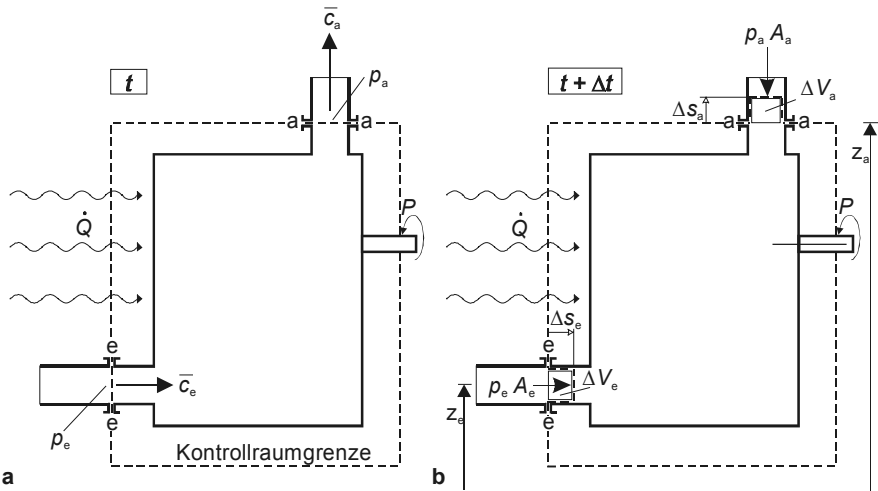 c̄ₐ
t
pₐ
a a
Q̇
P
e
c̄ₑ
pₑ
e
Kontrollraumgrenze
a
pₐ Aₐ
t + Δt
ΔVₐ
Δsₐ
a a
zₐ
Q̇
P
Δsₑ
e
pₑ Aₑ
ΔVₑ
zₑ
e
b